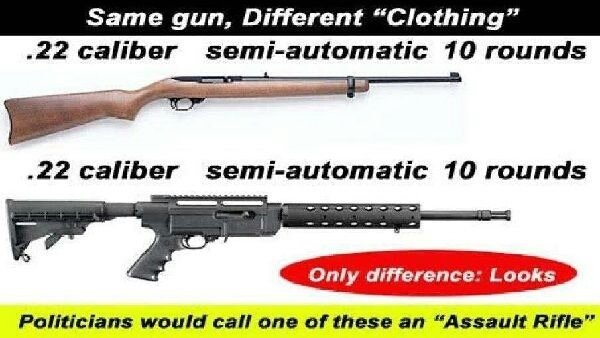 Same gun, Different “Clothing”
.22 caliber semi-automatic 10 rounds
.22 caliber semi-automatic 10 rounds
Only difference: Looks
Politicians would call one of these an “Assault Rifle”